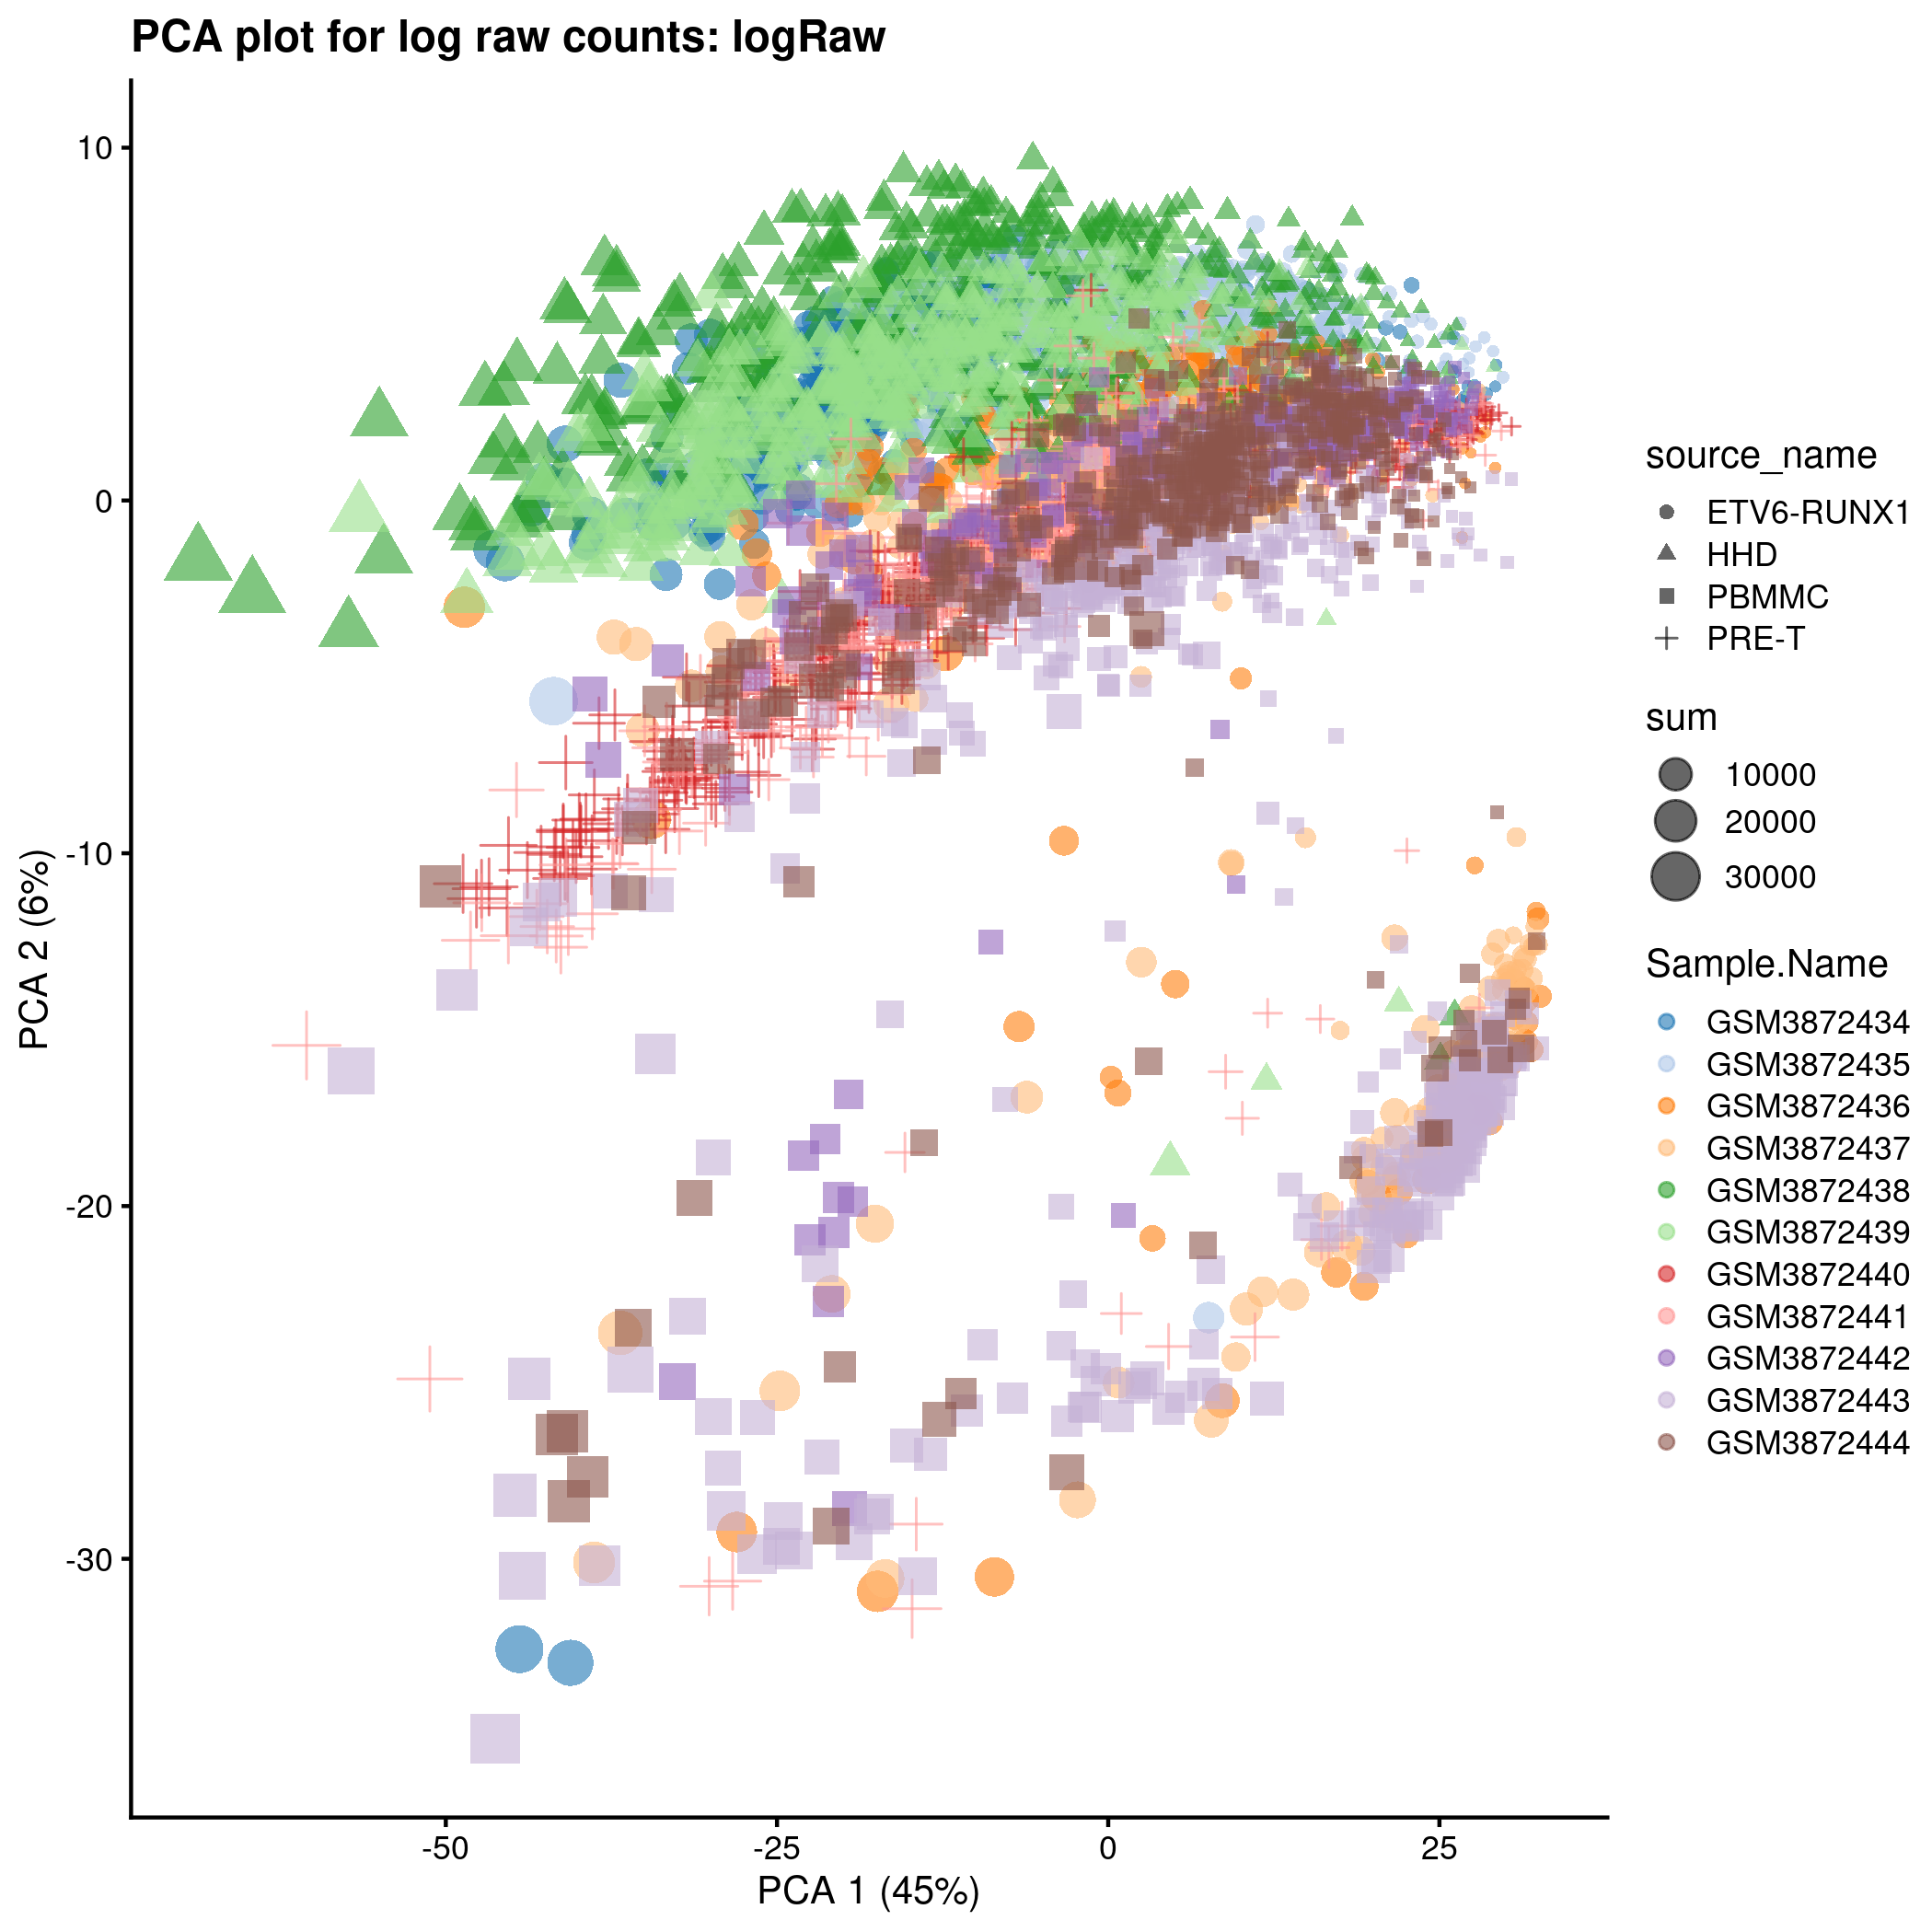 PCA plot for log raw counts: logRaw
10
0
-10
-20
-30
PCA 2 (6%)
-50
-25
0
25
PCA 1 (45%)
source_name
ETV6-RUNX1
HHD
PBMMC
PRE-T
sum
10000
20000
30000
Sample.Name
GSM3872434
GSM3872435
GSM3872436
GSM3872437
GSM3872438
GSM3872439
GSM3872440
GSM3872441
GSM3872442
GSM3872443
GSM3872444